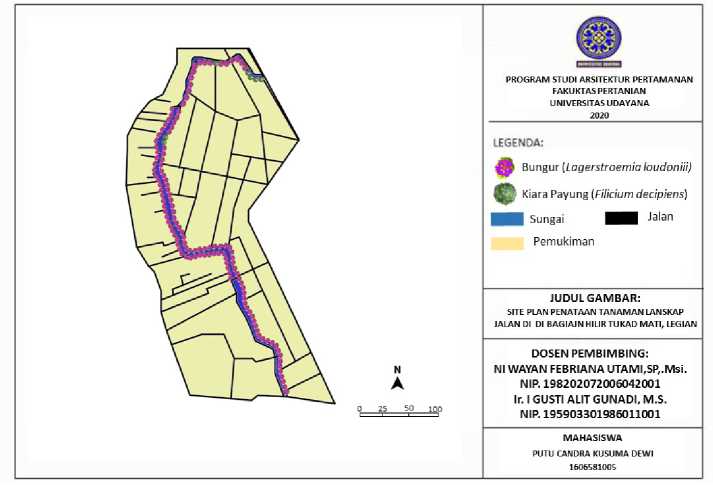 N
0 25 50 100
UNIVERSITAS UDAYANA
PROGRAM STUDI ARSITEKTUR PERTAMANAN
FAKUKTAS PERTANIAN
UNIVERSITAS UDAYANA
2020
LEGENDA:
Bungur (Lagerstroemia loudonii)
Kiara Payung (Filicium decipiens)
Sungai Jalan
Pemukiman
JUDUL GAMBAR:
SITE PLAN PENATAAN TANAMAN LANSKAP
JALAN DI DI BAGIAJN HILIR TUKAD MATI, LEGIAN
DOSEN PEMBIMBING:
NI WAYAN FEBRIANA UTAMI,SP,.Msi.
NIP. 198202072006042001
Ir. I GUSTI ALIT GUNADI, M.S.
NIP. 195903301986011001
MAHASISWA
PUTU CANDRA KUSUMA DEWI
1606581005